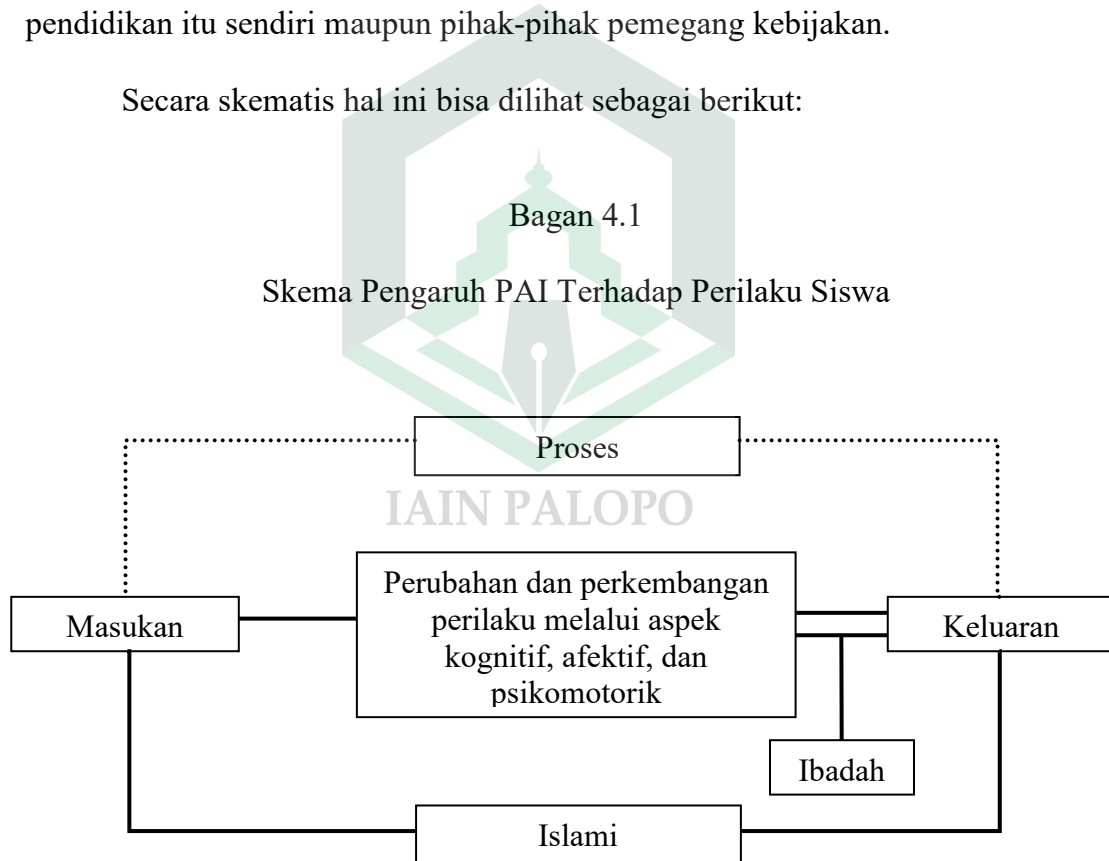 pendidikan itu sendiri maupun pihak-pihak pemegang kebijakan.
Secara skematis hal ini bisa dilihat sebagai berikut:
Bagan 4.1
Skema Pengaruh PAI Terhadap Perilaku Siswa
Proses
IAIN PALOPO
Perubahan dan perkembangan
perilaku melalui aspek
kognitif, afektif, dan
psikomotorik
Masukan
Keluaran
Ibadah
Islami